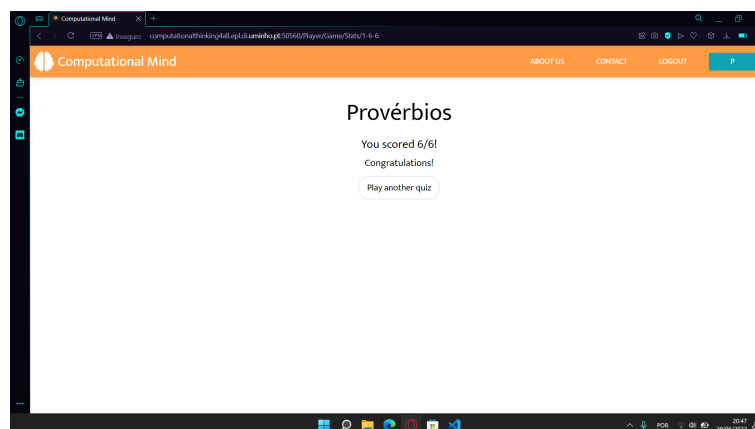 Computational Mind
VPN Inseguro computationalthinking4all.epl.di.uminho.pt:50560/Player/Game/Stats/1-6-6
Computational Mind ABOUT US CONTACT LOGOUT P
Provérbios
You scored 6/6!
Congratulations!
Play another quiz
POR 20:47